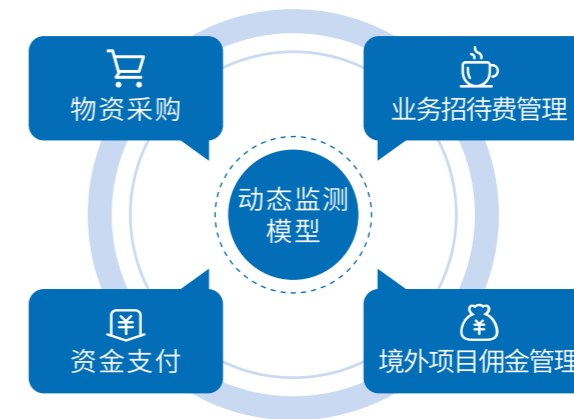 物资采购
业务招待费管理
动态监测
模型
资金支付
境外项目佣金管理